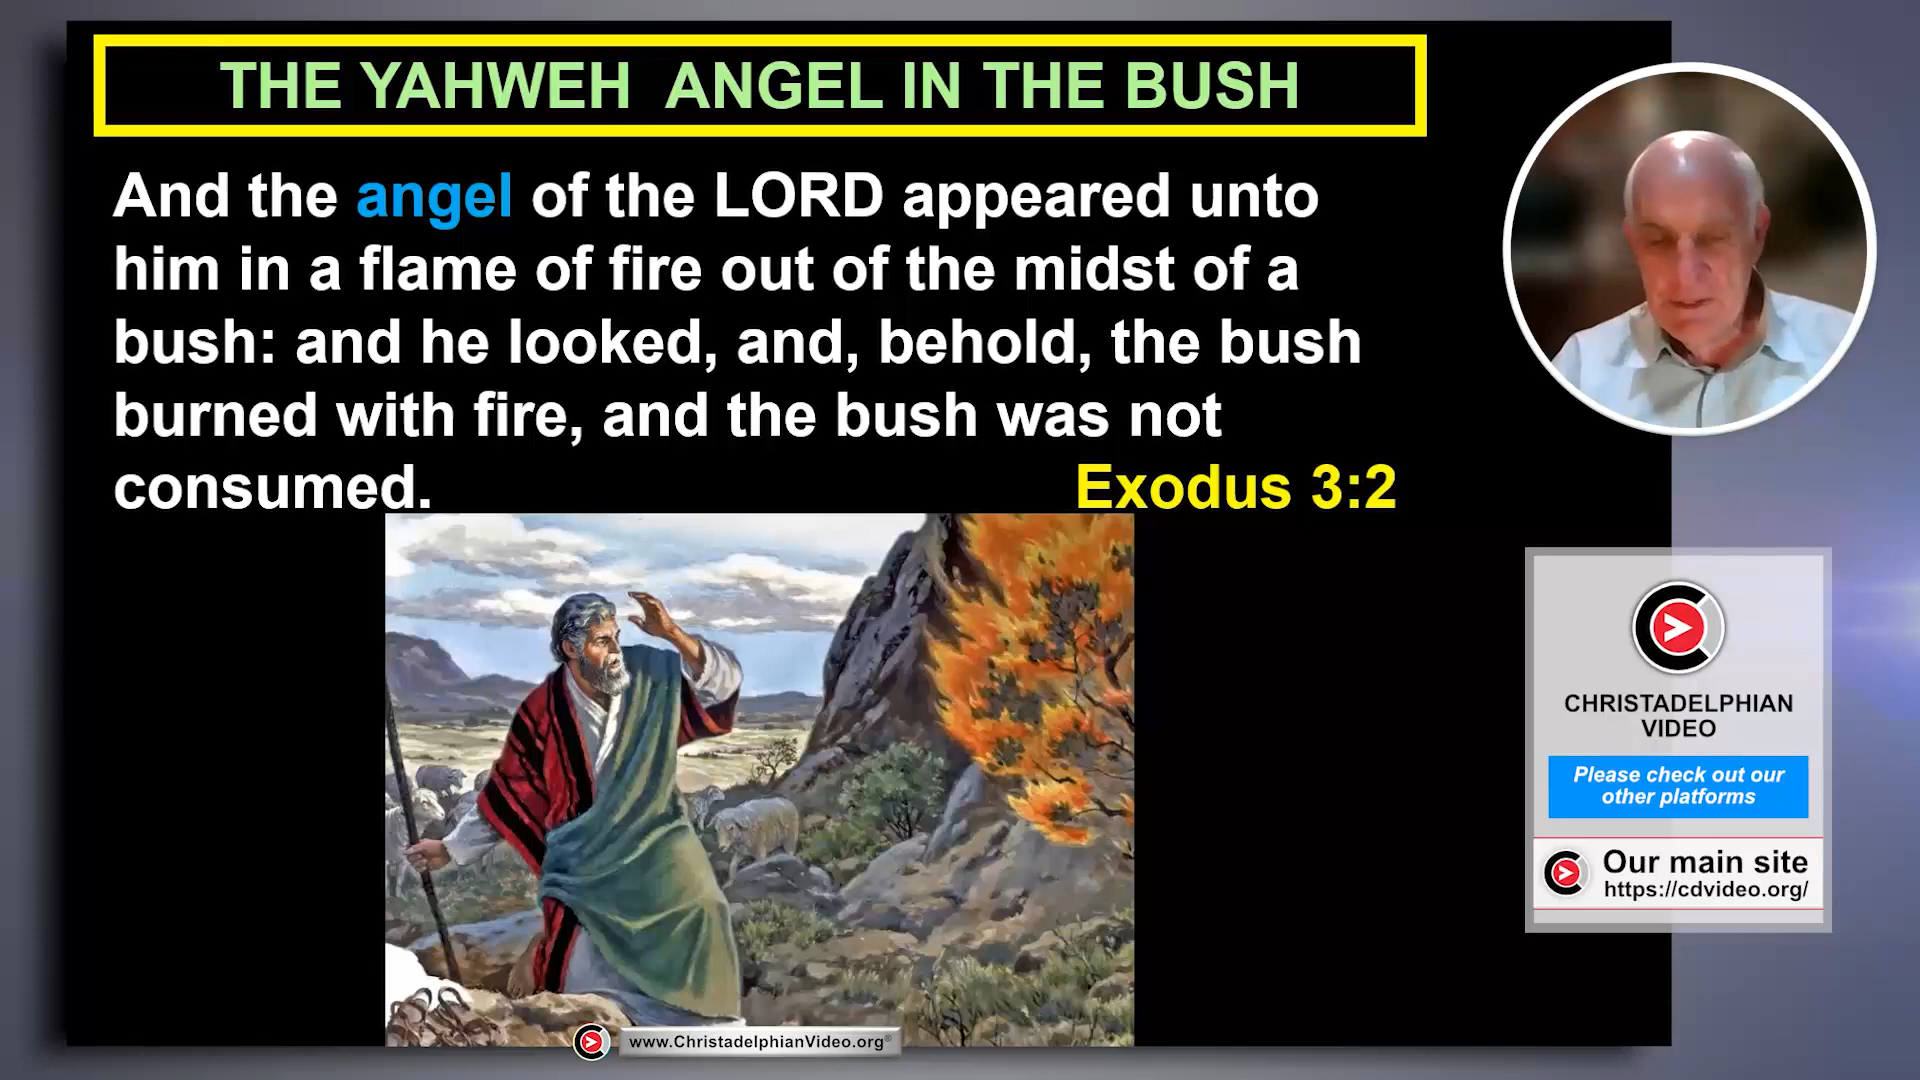 THE YAHWEH ANGEL IN THE BUSH
And the angel of the LORD appeared unto
him in a flame of fire out of the midst of a
bush: and he looked, and, behold, the bush
burned with fire, and the bush was not
consumed.
Exodus 3:2
CHRISTADELPHIAN
VIDEO
Please check out our
other platforms
Our main site
https://cdvideo.org/
www.ChristadelphianVideo.org®